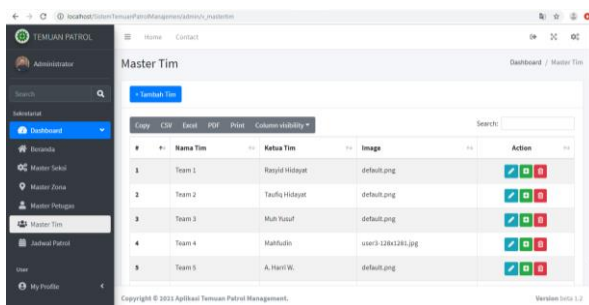 localhost/SistemTemuanPatrolManajemen/admin/s_mastertim
TEMUAN PATROL
Home Contact
Administrator
Master Tim
Dashboard / Master Tim
Search
+ Tambah Tim
Sekretariat
Dashboard
Copy CSV Excel PDF Print Column visibility
Search:
Beranda
# Nama Tim Ketua Tim Image Action
Master Seksi
1 Team 1 Rasyid Hidayat default.png
Master Zona
2 Team 2 Taufiq Hidayat default.png
Master Petugas
3 Team 3 Muh Yusuf default.png
Master Tim
4 Team 4 Mahfudin user3-128x1281.jpg
Jadwal Patrol
5 Team 5 A. Harri W. default.png
User
My Profile
Copyright © 2021 Aplikasi Temuan Patrol Management.
Version beta 1.2